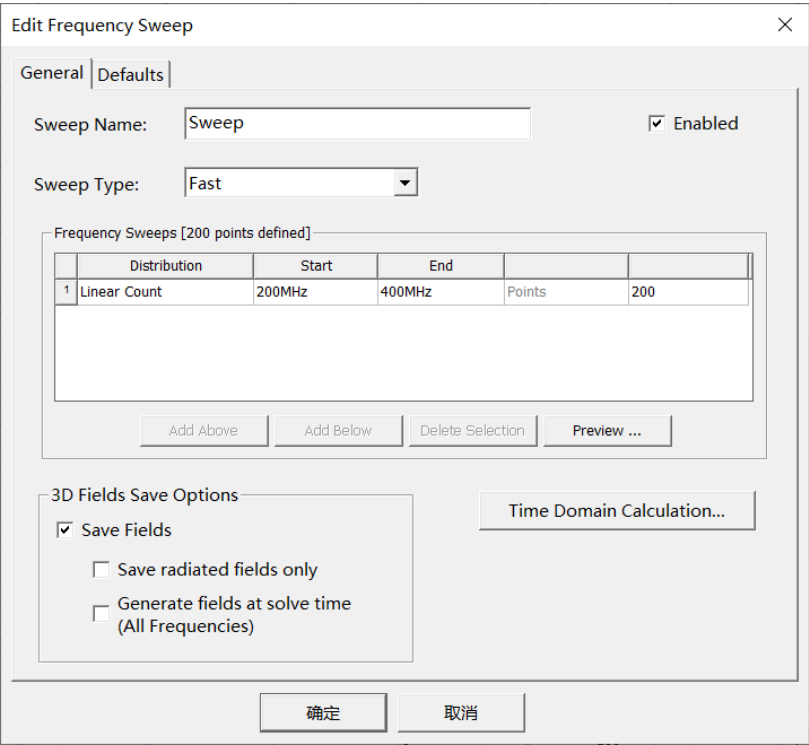 Edit Frequency Sweep
General Defaults
Sweep Name: Sweep Enabled
Sweep Type: Fast
Frequency Sweeps [200 points defined]
Distribution Start End
1 Linear Count 200MHz 400MHz Points 200
Add Above Add Below Delete Selection Preview ...
3D Fields Save Options
Time Domain Calculation...
Save Fields
Save radiated fields only
Generate fields at solve time
(All Frequencies)
确定 取消